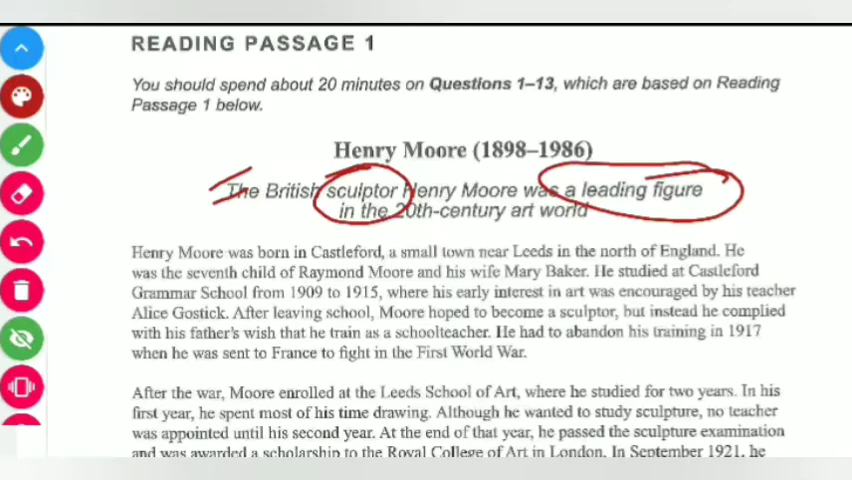 READING PASSAGE 1
You should spend about 20 minutes on Questions 1–13, which are based on Reading
Passage 1 below.
Henry Moore (1898–1986)
The British sculptor Henry Moore was a leading figure
in the 20th-century art world
Henry Moore was born in Castleford, a small town near Leeds in the north of England. He
was the seventh child of Raymond Moore and his wife Mary Baker. He studied at Castleford
Grammar School from 1909 to 1915, where his early interest in art was encouraged by his teacher
Alice Gostick. After leaving school, Moore hoped to become a sculptor, but instead he complied
with his father's wish that he train as a schoolteacher. He had to abandon his training in 1917
when he was sent to France to fight in the First World War.
After the war, Moore enrolled at the Leeds School of Art, where he studied for two years. In his
first year, he spent most of his time drawing. Although he wanted to study sculpture, no teacher
was appointed until his second year. At the end of that year, he passed the sculpture examination
and was awarded a scholarship to the Royal College of Art in London. In September 1921, he